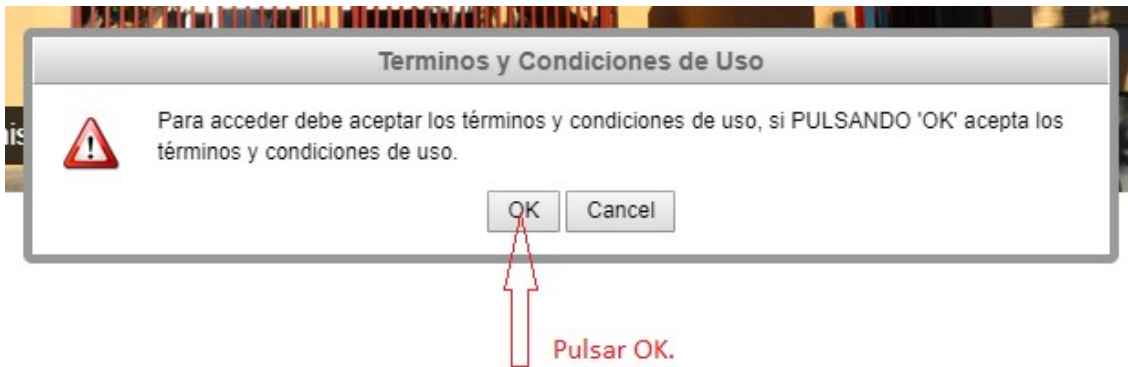 Terminos y Condiciones de Uso
Para acceder debe aceptar los términos y condiciones de uso, si PULSANDO 'OK' acepta los
términos y condiciones de uso.
OK Cancel
Pulsar OK.